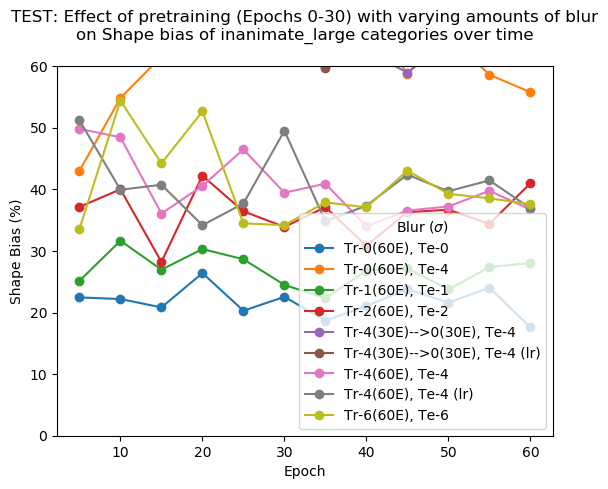 TEST: Effect of pretraining (Epochs 0-30) with varying amounts of blur
on Shape bias of inanimate_large categories over time
60
50
40
30
20
10
0
Shape Bias (%)
Blur (σ)
Tr-0(60E), Te-0
Tr-0(60E), Te-4
Tr-1(60E), Te-1
Tr-2(60E), Te-2
Tr-4(30E)-->0(30E), Te-4
Tr-4(30E)-->0(30E), Te-4 (lr)
Tr-4(60E), Te-4
Tr-4(60E), Te-4 (lr)
Tr-6(60E), Te-6
10 20 30 40 50 60
Epoch